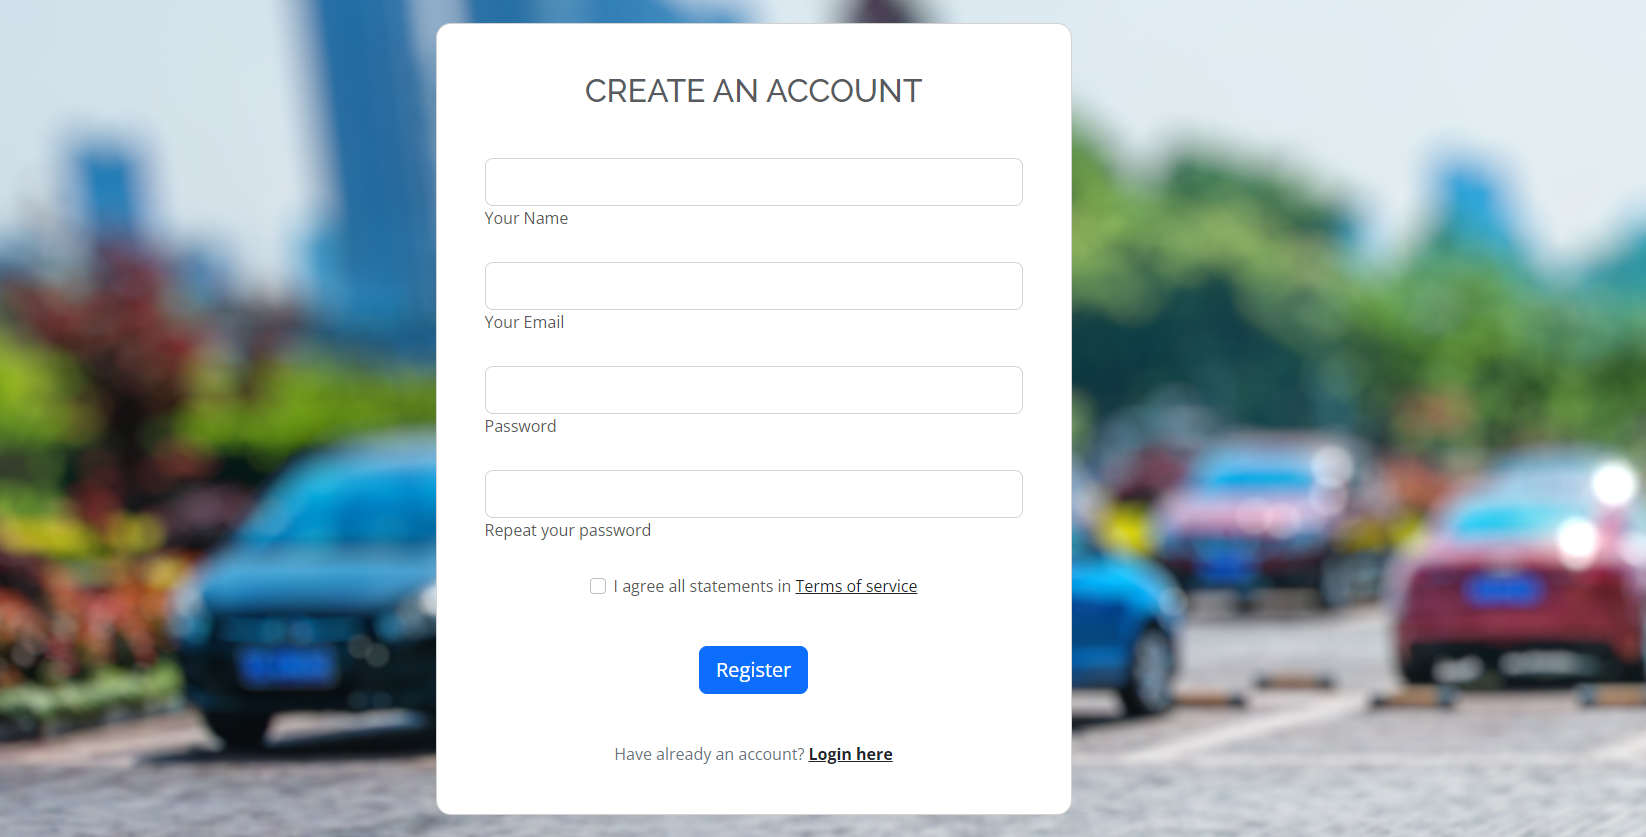 CREATE AN ACCOUNT
Your Name
Your Email
Password
Repeat your password
I agree all statements in Terms of service
Register
Have already an account? Login here